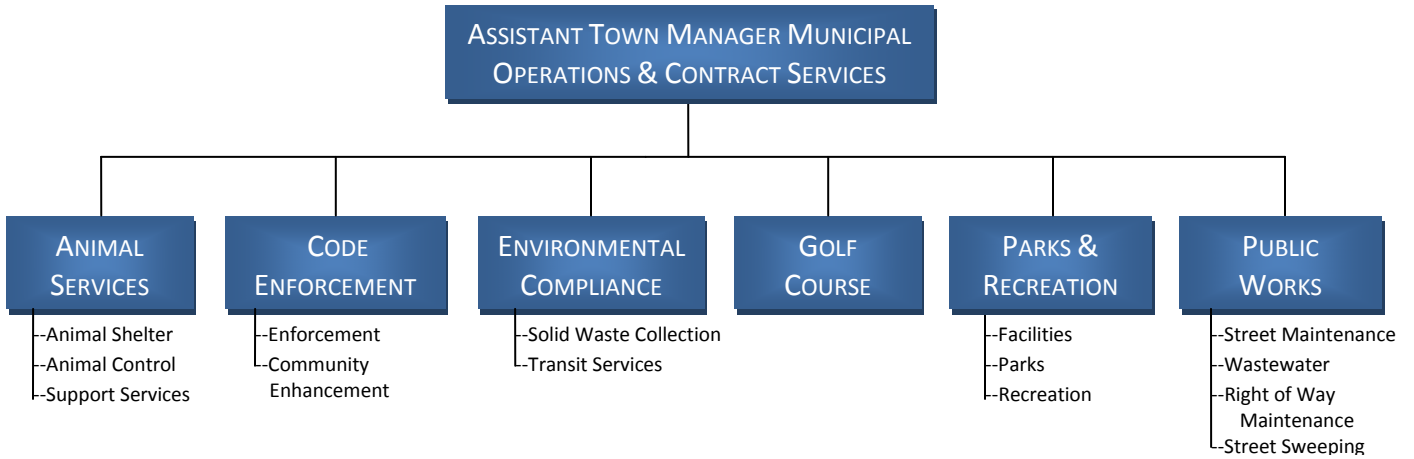 ASSISTANT TOWN MANAGER MUNICIPAL
OPERATIONS & CONTRACT SERVICES
ANIMAL
SERVICES
--Animal Shelter
--Animal Control
--Support Services
CODE
ENFORCEMENT
--Enforcement
--Community
Enhancement
ENVIRONMENTAL
COMPLIANCE
--Solid Waste Collection
--Transit Services
GOLF
COURSE
PARKS &
RECREATION
--Facilities
--Parks
--Recreation
PUBLIC
WORKS
--Street Maintenance
--Wastewater
--Right of Way
Maintenance
--Street Sweeping